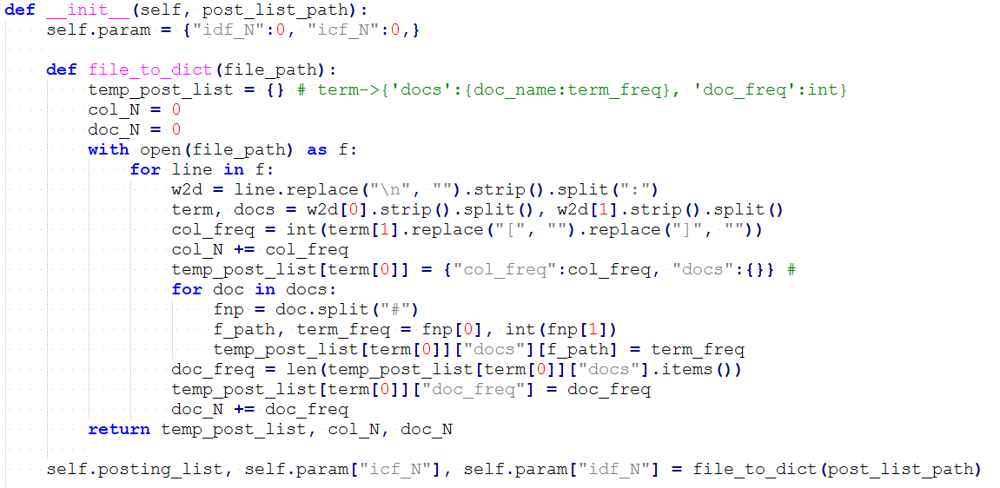 def __init__(self, post_list_path):
    self.param = {"idf_N":0, "icf_N":0,}

    def file_to_dict(file_path):
        temp_post_list = {} # term->{'docs':{doc_name:term_freq}, 'doc_freq':int}
        col_N = 0
        doc_N = 0
        with open(file_path) as f:
            for line in f:
                w2d = line.replace("\n", "").strip().split(":")
                term, docs = w2d[0].strip().split(), w2d[1].strip().split()
                col_freq = int(term[1].replace("[", "").replace("]", ""))
                col_N += col_freq
                temp_post_list[term[0]] = {"col_freq":col_freq, "docs":{}} #
                for doc in docs:
                    fnp = doc.split("#")
                    f_path, term_freq = fnp[0], int(fnp[1])
                    temp_post_list[term[0]]["docs"][f_path] = term_freq
                doc_freq = len(temp_post_list[term[0]]["docs"].items())
                temp_post_list[term[0]]["doc_freq"] = doc_freq
                doc_N += doc_freq
        return temp_post_list, col_N, doc_N

    self.posting_list, self.param["icf_N"], self.param["idf_N"] = file_to_dict(post_list_path)